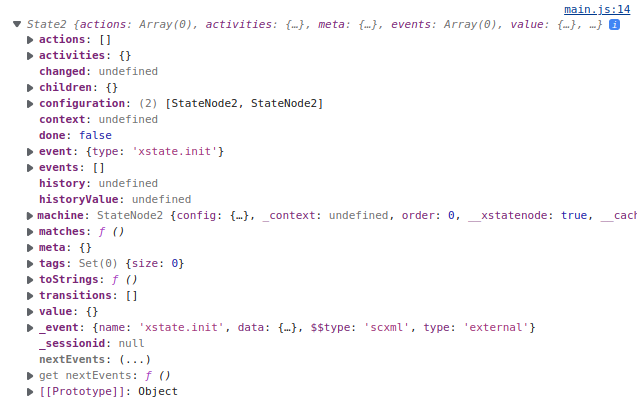 main.js:14
State2 {actions: Array(0), activities: {…}, meta: {…}, events: Array(0), value: {…}, …} i
actions: []
activities: {}
changed: undefined
children: {}
configuration: (2) [StateNode2, StateNode2]
context: undefined
done: false
event: {type: 'xstate.init'}
events: []
history: undefined
historyValue: undefined
machine: StateNode2 {config: {…}, _context: undefined, order: 0, __xstatenode: true, __cach
matches: ƒ ()
meta: {}
tags: Set(0) {size: 0}
toStrings: ƒ ()
transitions: []
value: {}
_event: {name: 'xstate.init', data: {…}, $$type: 'scxml', type: 'external'}
_sessionid: null
nextEvents: (...)
get nextEvents: ƒ ()
[[Prototype]]: Object